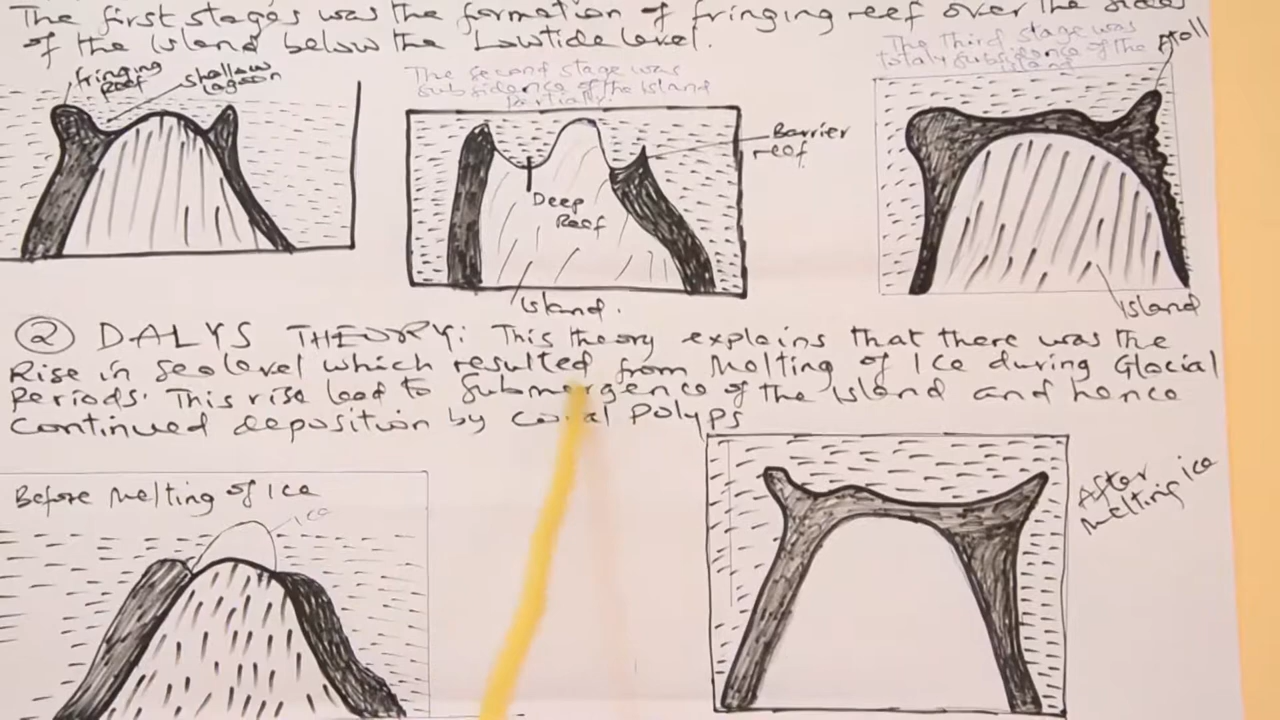 The first stages was the formation of fringing reef over the sides
of the Island below the Lowtide level.
fringing
Reef
shallow
Lagoon
The second stage was
subsidence of the Island
Partially
Deep
Reef
Barrier
reef
Island.
The third stage was
totaly subsidence of the
Island
Atoll
Island
② DALYS THEORY: This theory explains that there was the
Rise in sealevel which resulted from Melting of Ice during Glacial
Periods. This rise lead to Submergence of the Island and hence
Continued deposition by coral Polyps
Before Melting of Ice
Ice
After ice
Melting